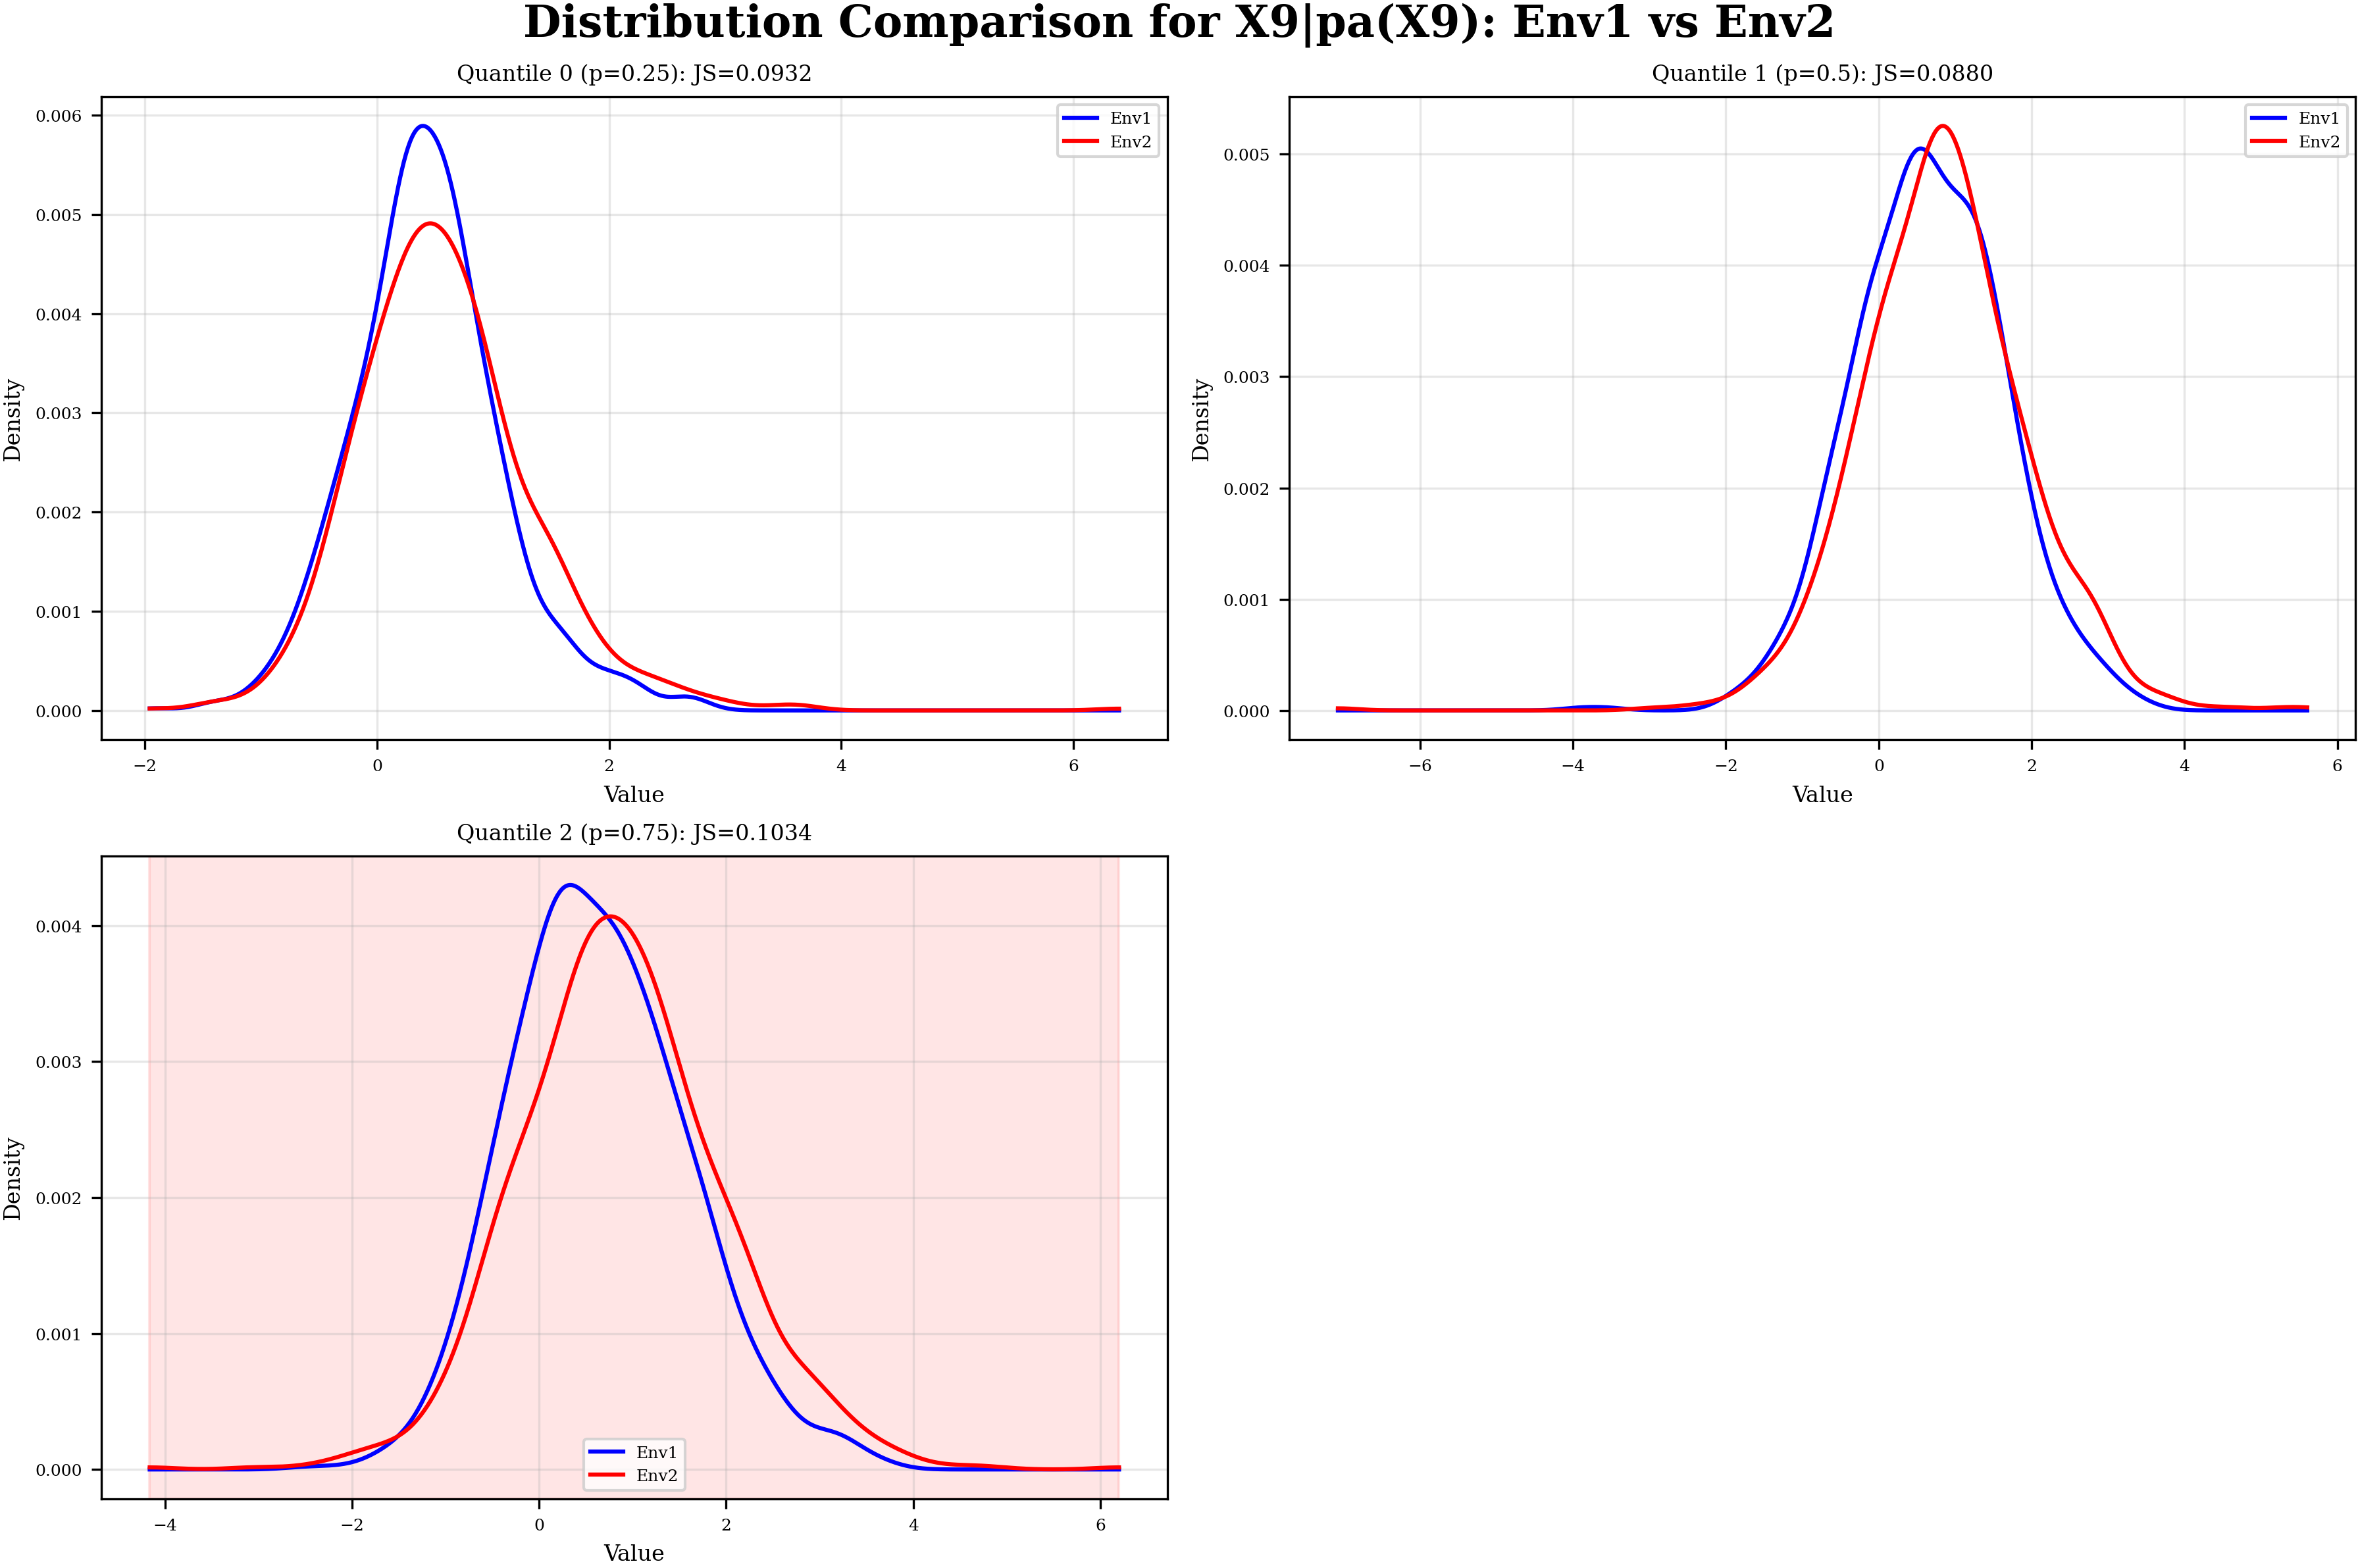 Distribution Comparison for X9|pa(X9): Env1 vs Env2
Quantile 0 (p=0.25): JS=0.0932
Env1
Env2
0.006
0.005
0.004
0.003
0.002
0.001
0.000
Density
−2
0
2
4
6
Value
Quantile 1 (p=0.5): JS=0.0880
Env1
Env2
0.005
0.004
0.003
0.002
0.001
0.000
Density
−6
−4
−2
0
2
4
6
Value
Quantile 2 (p=0.75): JS=0.1034
0.004
0.003
0.002
0.001
0.000
Density
Env1
Env2
−4
−2
0
2
4
6
Value